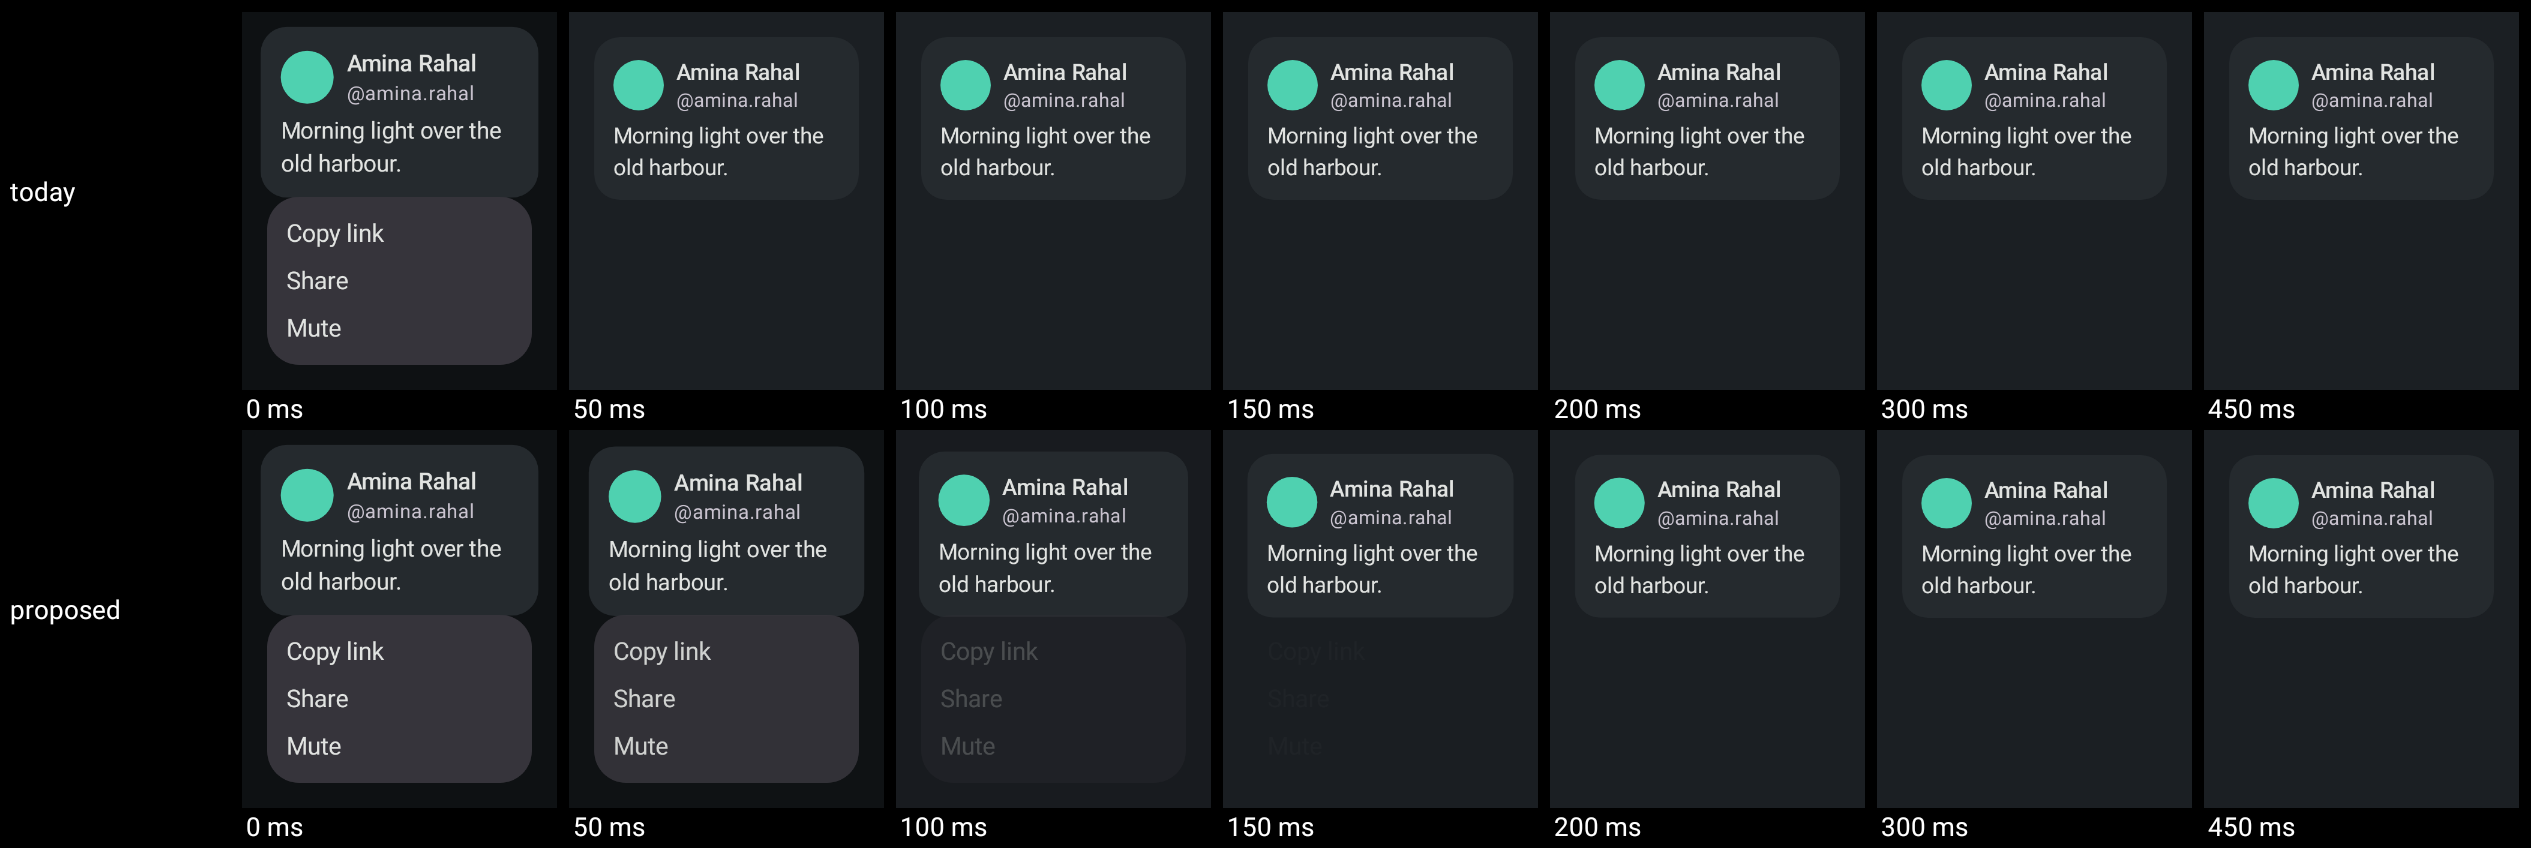 today
Amina Rahal
@amina.rahal
Morning light over the
old harbour.
Copy link
Share
Mute
0 ms
Amina Rahal
@amina.rahal
Morning light over the
old harbour.
50 ms
Amina Rahal
@amina.rahal
Morning light over the
old harbour.
100 ms
Amina Rahal
@amina.rahal
Morning light over the
old harbour.
150 ms
Amina Rahal
@amina.rahal
Morning light over the
old harbour.
200 ms
Amina Rahal
@amina.rahal
Morning light over the
old harbour.
300 ms
Amina Rahal
@amina.rahal
Morning light over the
old harbour.
450 ms
proposed
Amina Rahal
@amina.rahal
Morning light over the
old harbour.
Copy link
Share
Mute
0 ms
Amina Rahal
@amina.rahal
Morning light over the
old harbour.
Copy link
Share
Mute
50 ms
Amina Rahal
@amina.rahal
Morning light over the
old harbour.
Copy link
Share
Mute
100 ms
Amina Rahal
@amina.rahal
Morning light over the
old harbour.
Copy link
Share
Mute
150 ms
Amina Rahal
@amina.rahal
Morning light over the
old harbour.
200 ms
Amina Rahal
@amina.rahal
Morning light over the
old harbour.
300 ms
Amina Rahal
@amina.rahal
Morning light over the
old harbour.
450 ms